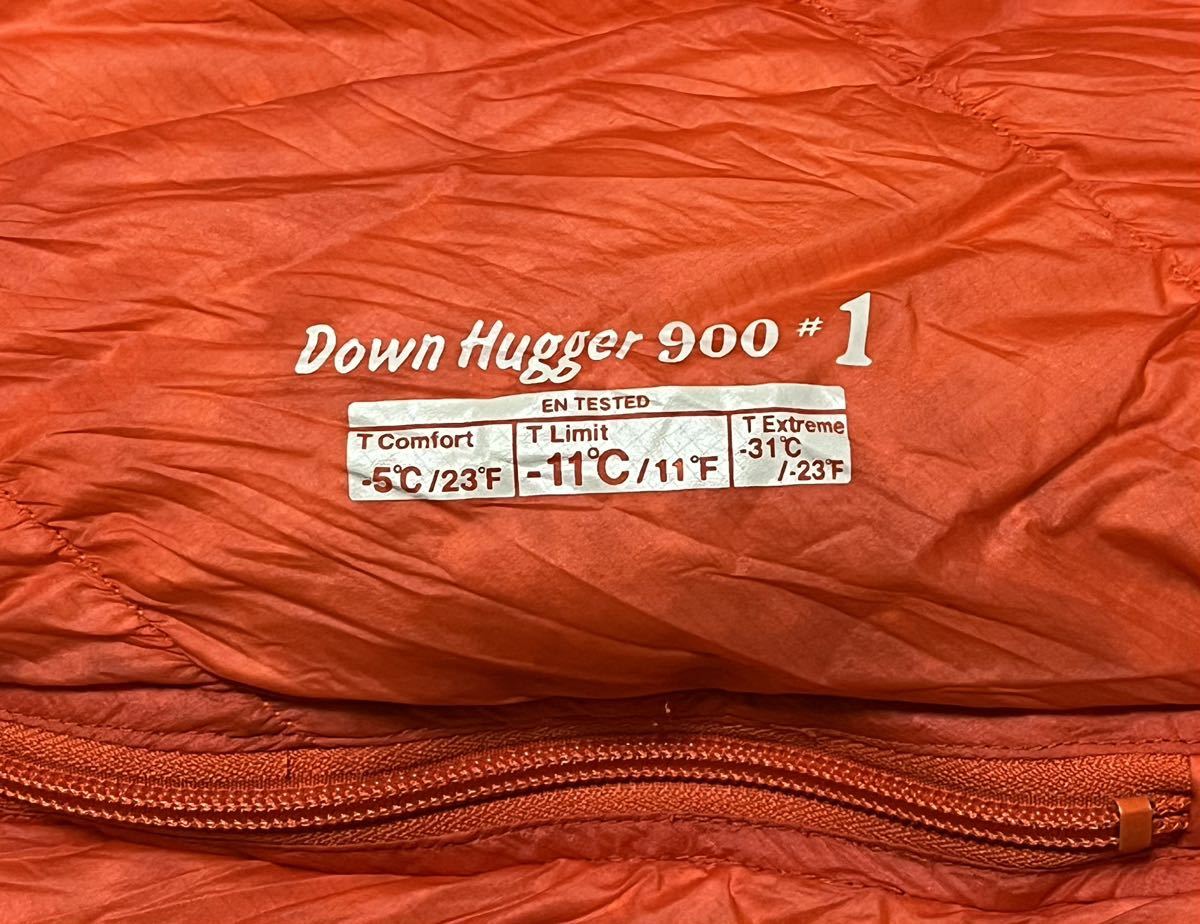 Down Hugger 900 #1
EN TESTED
T Comfort
-5℃/23°F
T Limit
-11℃/11°F
T Extreme
-31℃
/-23°F